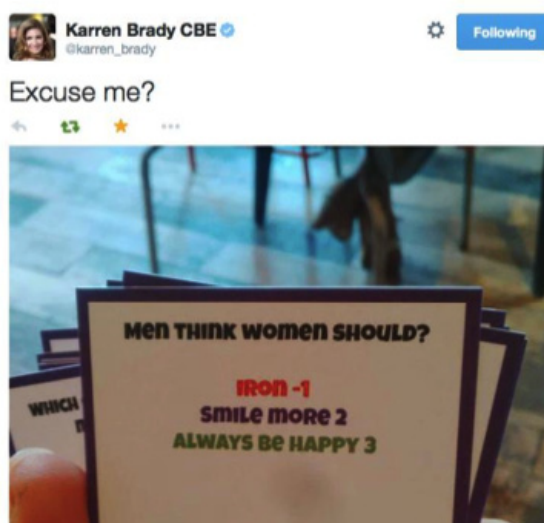 Karren Brady CBE
@karren_brady
Following
Excuse me?
Men THINK women SHOULD?
IRON -1
SMILE MORE 2
ALWAYS Be HAPPY 3
WHICH